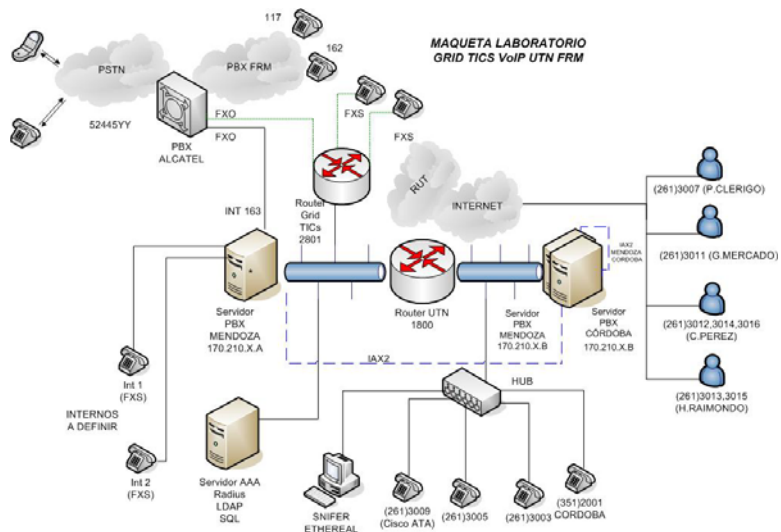 117
162
MAQUETA LABORATORIO
GRID TICS VoIP UTN FRM
PSTN
PBX FRM
52445YY
FXO
FXO
FXS
FXS
PBX
ALCATEL
RUT
INTERNET
(261)3007 (P.CLERIGO)
INT 163
Router
Grid
TICs
2801
IAX2
MENDOZA
CORDOBA
(261)3011 (G.MERCADO)
Servidor
PBX
MENDOZA
170.210.X.A
Router UTN
1800
Servidor
PBX
MENDOZA
170.210.X.B
Servidor
PBX
CÓRDOBA
170.210.X.B
(261)3012,3014,3016
(C.PEREZ)
IAX2
HUB
Int 1
(FXS)
INTERNOS
A DEFINIR
(261)3013,3015
(H.RAIMONDO)
Int 2
(FXS)
Servidor AAA
Radius
LDAP
SQL
SNIFER
ETHEREAL
(261)3009
(Cisco ATA)
(261)3005
(261)3003
(351)2001
CORDOBA